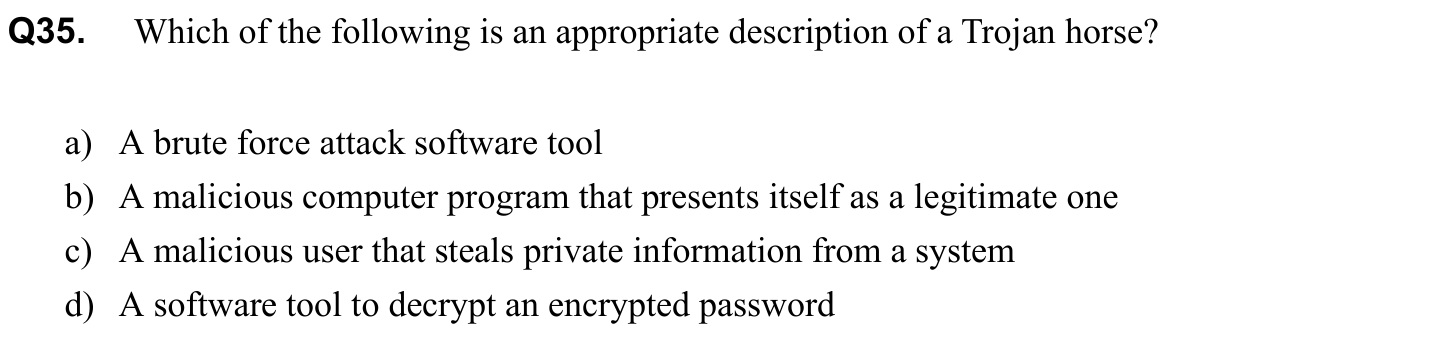 Q35. Which of the following is an appropriate description of a Trojan horse?
a) A brute force attack software tool
b) A malicious computer program that presents itself as a legitimate one
c) A malicious user that steals private information from a system
d) A software tool to decrypt an encrypted password